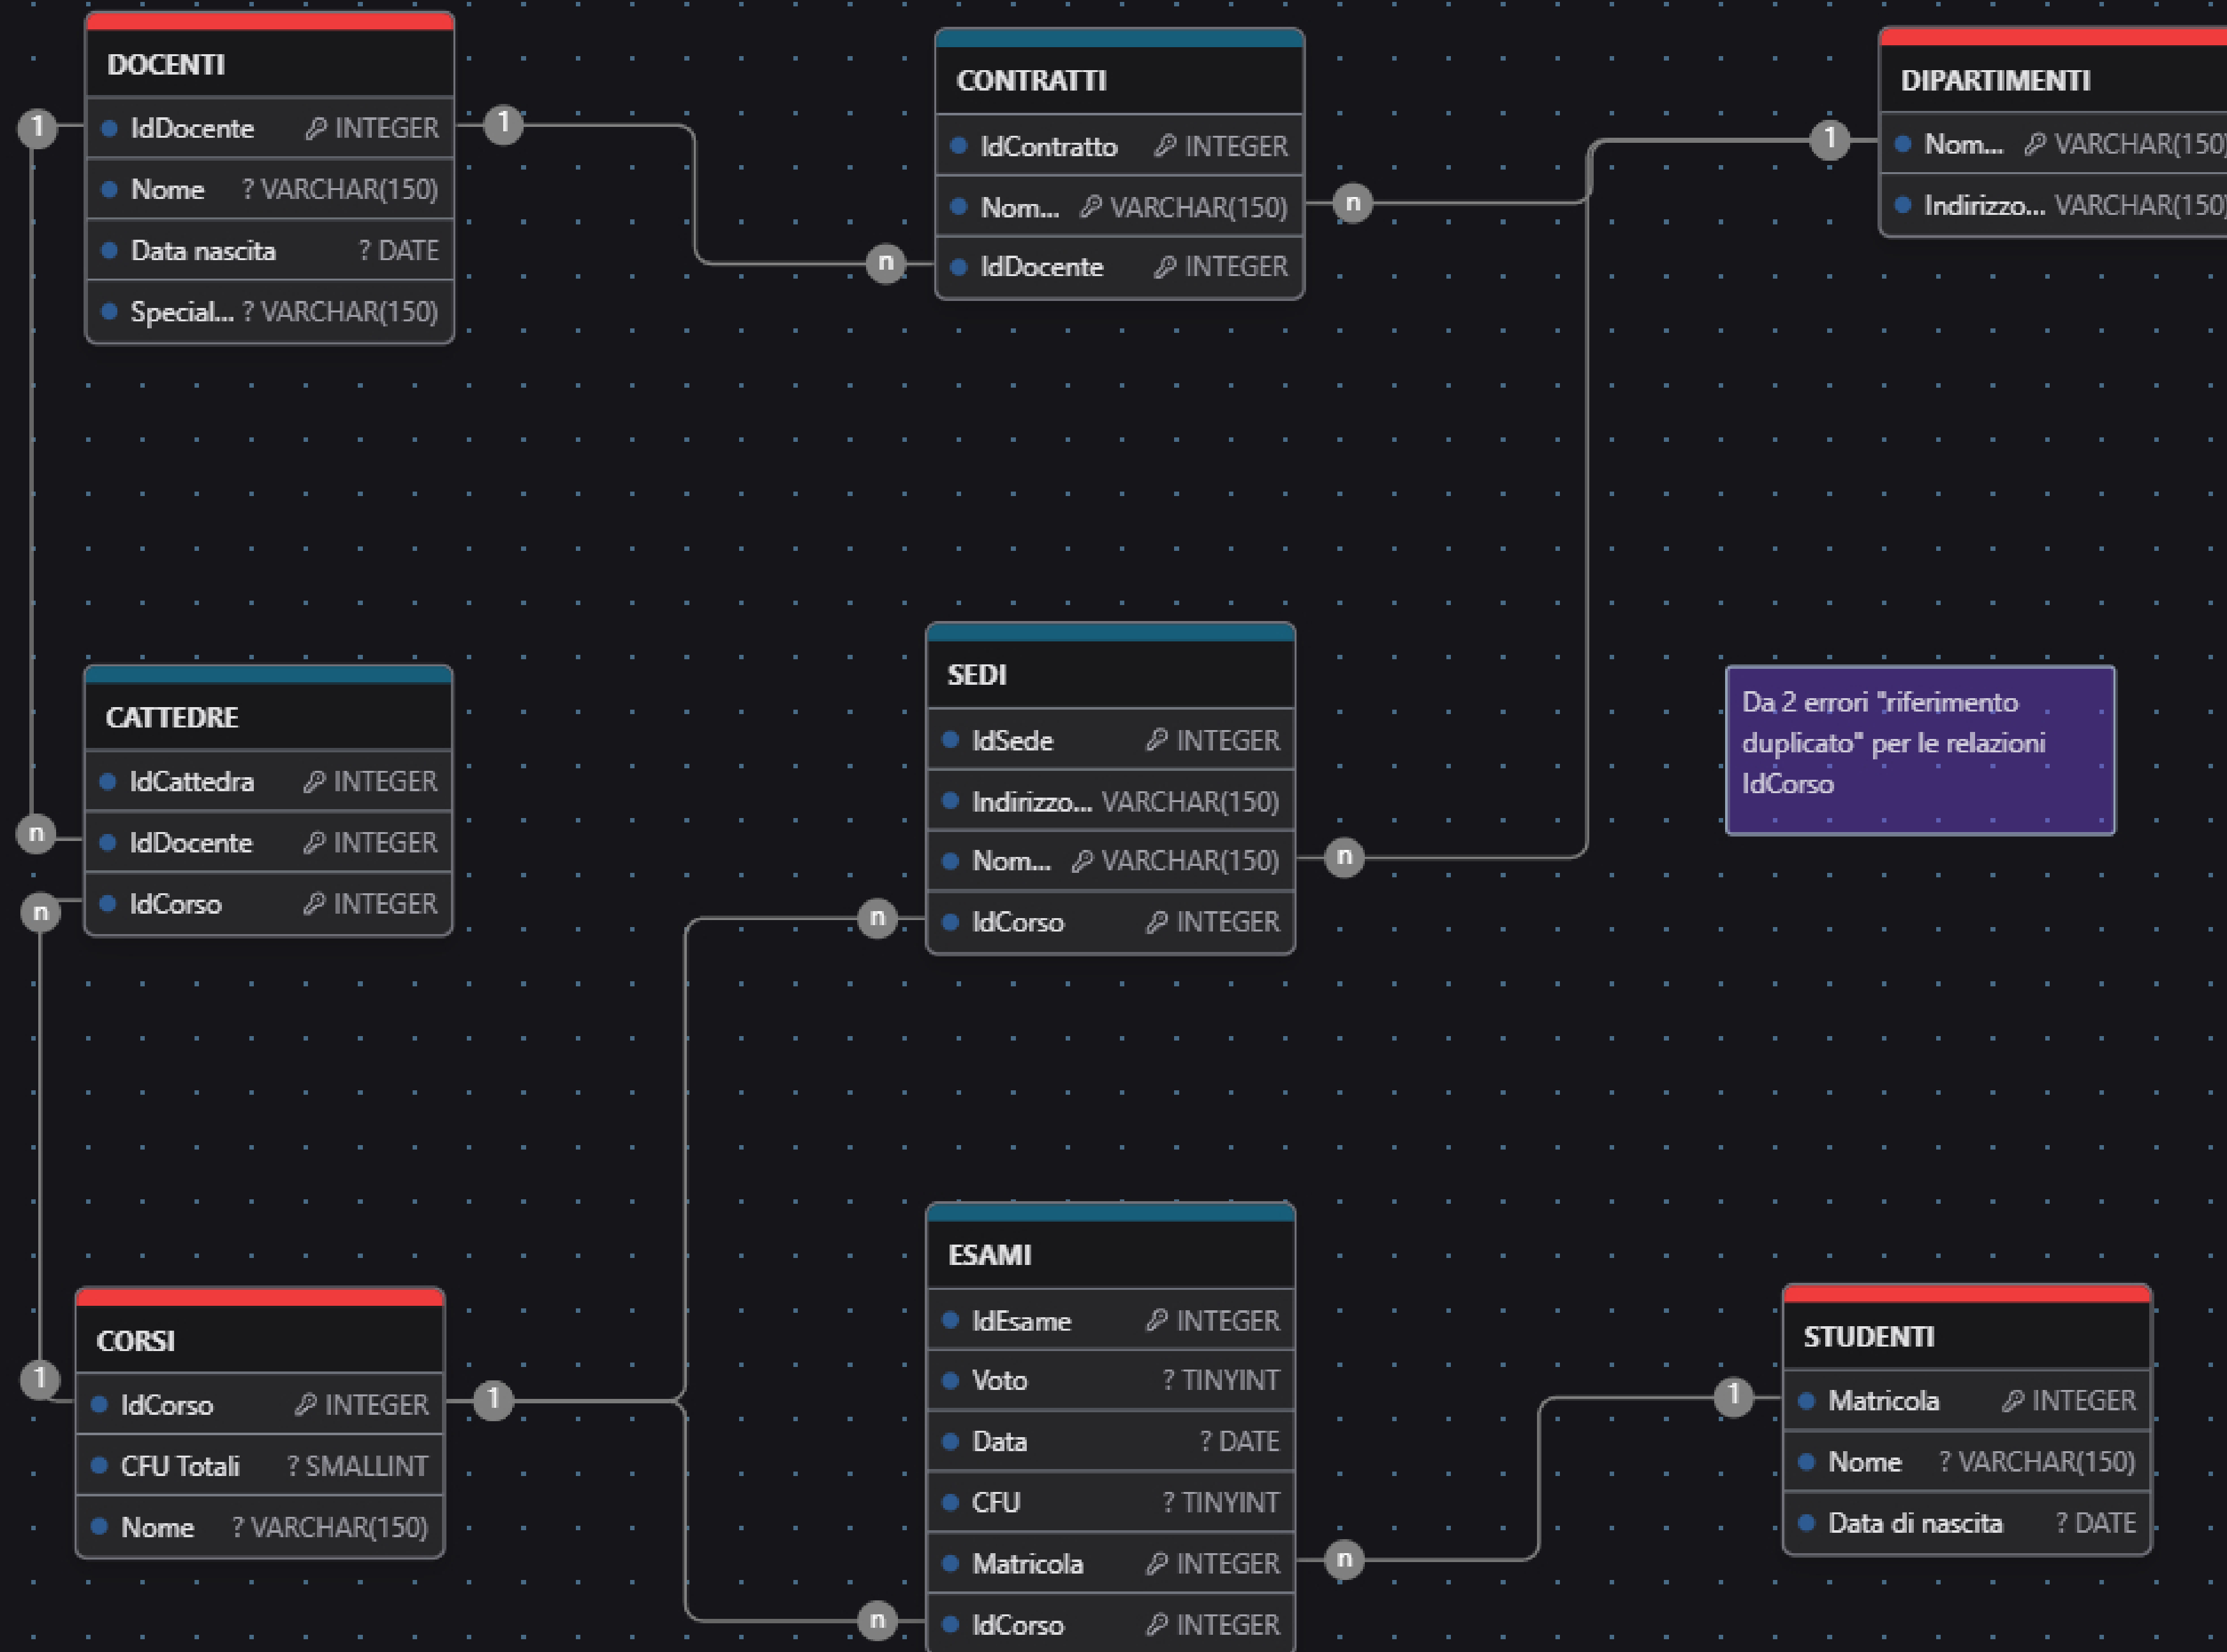 DOCENTI
1
IdDocente INTEGER
1
Nome ? VARCHAR(150)
Data nascita ? DATE
Special... ? VARCHAR(150)
CONTRATTI
IdContratto INTEGER
Nom... VARCHAR(150)
n
n
IdDocente INTEGER
DIPARTIMENTI
1
Nom... VARCHAR(150)
Indirizzo... VARCHAR(150)
CATTEDRE
IdCattedra INTEGER
n
IdDocente INTEGER
n
IdCorso INTEGER
SEDI
IdSede INTEGER
Indirizzo... VARCHAR(150)
Nom... VARCHAR(150)
n
n
IdCorso INTEGER
Da 2 errori "riferimento
duplicato" per le relazioni
IdCorso
CORSI
1
IdCorso INTEGER
1
CFU Totali ? SMALLINT
Nome ? VARCHAR(150)
ESAMI
IdEsame INTEGER
Voto ? TINYINT
Data ? DATE
CFU ? TINYINT
Matricola INTEGER
n
n
IdCorso INTEGER
STUDENTI
1
Matricola INTEGER
Nome ? VARCHAR(150)
Data di nascita ? DATE